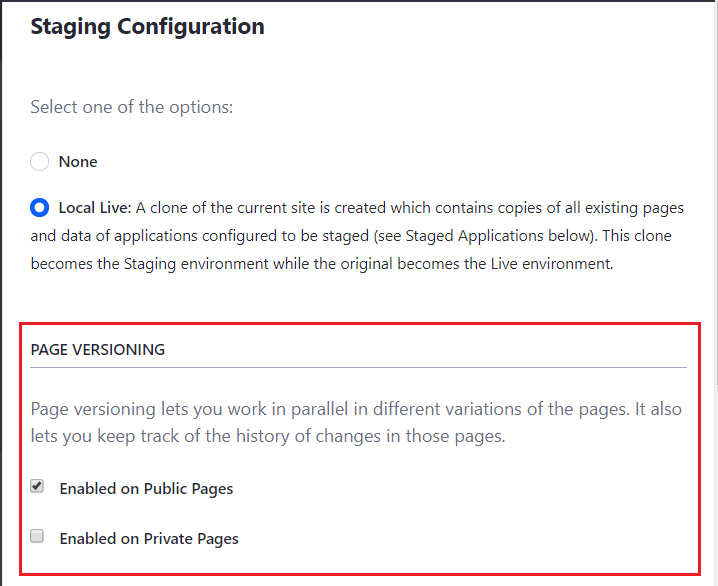 Staging Configuration
Select one of the options:
None
Local Live: A clone of the current site is created which contains copies of all existing pages
and data of applications configured to be staged (see Staged Applications below). This clone
becomes the Staging environment while the original becomes the Live environment.
PAGE VERSIONING
Page versioning lets you work in parallel in different variations of the pages. It also
lets you keep track of the history of changes in those pages.
Enabled on Public Pages
Enabled on Private Pages